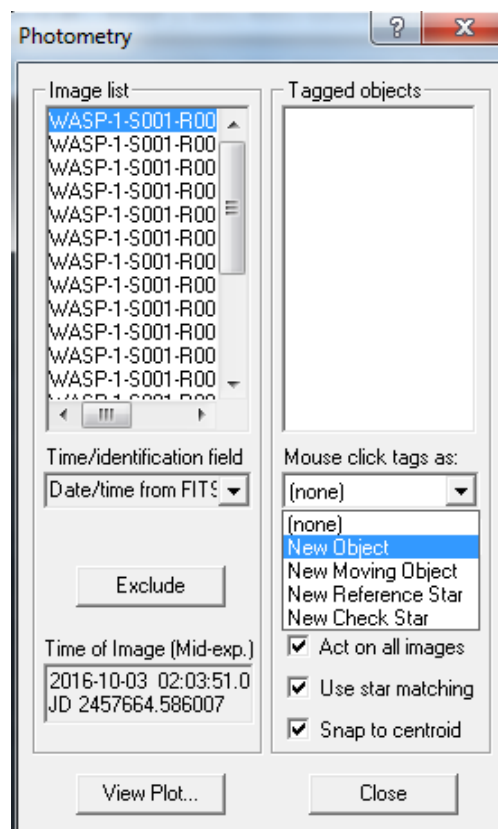 Photometry
Image list
WASP-1-S001-R00
WASP-1-S001-R00
WASP-1-S001-R00
WASP-1-S001-R00
WASP-1-S001-R00
WASP-1-S001-R00
WASP-1-S001-R00
WASP-1-S001-R00
WASP-1-S001-R00
WASP-1-S001-R00
WASP-1-S001-R00
WASP-1-S001-R00
Time/identification field
Date/time from FITS
Exclude
Time of Image (Mid-exp.)
2016-10-03 02:03:51.0
JD 2457664.586007
View Plot...
Tagged objects
Mouse click tags as:
(none)
(none)
New Object
New Moving Object
New Reference Star
New Check Star
Act on all images
Use star matching
Snap to centroid
Close